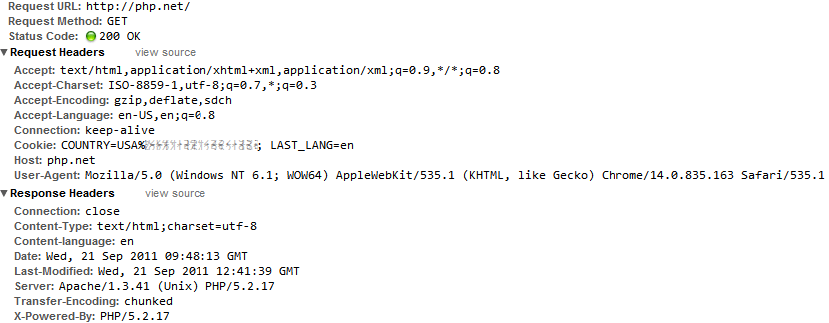 Request URL: http://php.net/
Request Method: GET
Status Code: 200 OK
Request Headers view source
Accept: text/html,application/xhtml+xml,application/xml;q=0.9,*/*;q=0.8
Accept-Charset: ISO-8859-1,utf-8;q=0.7,*;q=0.3
Accept-Encoding: gzip,deflate,sdch
Accept-Language: en-US,en;q=0.8
Connection: keep-alive
Cookie: COUNTRY=USA% ; LAST_LANG=en
Host: php.net
User-Agent: Mozilla/5.0 (Windows NT 6.1; WOW64) AppleWebKit/535.1 (KHTML, like Gecko) Chrome/14.0.835.163 Safari/535.1
Response Headers view source
Connection: close
Content-Type: text/html;charset=utf-8
Content-language: en
Date: Wed, 21 Sep 2011 09:48:13 GMT
Last-Modified: Wed, 21 Sep 2011 12:41:39 GMT
Server: Apache/1.3.41 (Unix) PHP/5.2.17
Transfer-Encoding: chunked
X-Powered-By: PHP/5.2.17